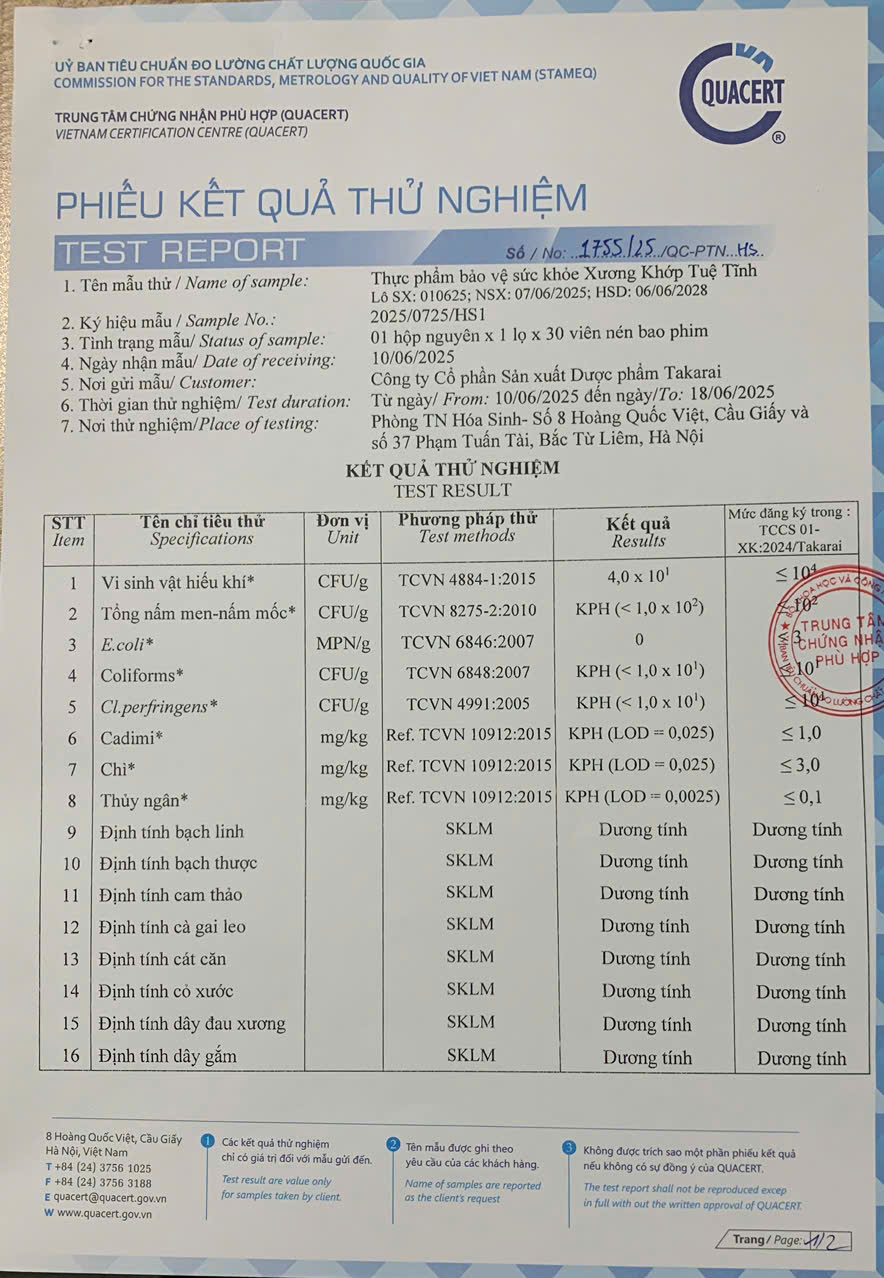 UỶ BAN TIÊU CHUẨN ĐO LƯỜNG CHẤT LƯỢNG QUỐC GIA
COMMISSION FOR THE STANDARDS, METROLOGY AND QUALITY OF VIET NAM (STAMEQ)
TRUNG TÂM CHỨNG NHẬN PHÙ HỢP (QUACERT)
VIETNAM CERTIFICATION CENTRE (QUACERT)
QUACERT ®
PHIẾU KẾT QUẢ THỬ NGHIỆM
TEST REPORT
Số / No: ..1755/25../QC-PTN...HS..
1. Tên mẫu thử / Name of sample: Thực phẩm bảo vệ sức khỏe Xương Khớp Tuệ Tĩnh
Lô SX: 010625; NSX: 07/06/2025; HSD: 06/06/2028
2. Ký hiệu mẫu / Sample No.: 2025/0725/HS1
3. Tình trạng mẫu/ Status of sample: 01 hộp nguyên x 1 lọ x 30 viên nén bao phim
4. Ngày nhận mẫu/ Date of receiving: 10/06/2025
5. Nơi gửi mẫu/ Customer: Công ty Cổ phần Sản xuất Dược phẩm Takarai
6. Thời gian thử nghiệm/ Test duration: Từ ngày/ From: 10/06/2025 đến ngày/To: 18/06/2025
7. Nơi thử nghiệm/Place of testing: Phòng TN Hóa Sinh- Số 8 Hoàng Quốc Việt, Cầu Giấy và
số 37 Phạm Tuấn Tài, Bắc Từ Liêm, Hà Nội
KẾT QUẢ THỬ NGHIỆM
TEST RESULT
STT Item Tên chỉ tiêu thử Specifications Đơn vị Unit Phương pháp thử Test methods Kết quả Results Mức đăng ký trong : TCCS 01-XK:2024/Takarai
1 Vi sinh vật hiếu khí* CFU/g TCVN 4884-1:2015 4,0 x 10¹ ≤ 10⁴
2 Tổng nấm men-nấm mốc* CFU/g TCVN 8275-2:2010 KPH (< 1,0 x 10²) ≤ 10²
3 E.coli* MPN/g TCVN 6846:2007 0 3
4 Coliforms* CFU/g TCVN 6848:2007 KPH (< 1,0 x 10¹) 10¹
5 Cl.perfringens* CFU/g TCVN 4991:2005 KPH (< 1,0 x 10¹) ≤ 10¹
6 Cadimi* mg/kg Ref. TCVN 10912:2015 KPH (LOD = 0,025) ≤ 1,0
7 Chì* mg/kg Ref. TCVN 10912:2015 KPH (LOD = 0,025) ≤ 3,0
8 Thủy ngân* mg/kg Ref. TCVN 10912:2015 KPH (LOD = 0,0025) ≤ 0,1
9 Định tính bạch linh SKLM Dương tính Dương tính
10 Định tính bạch thược SKLM Dương tính Dương tính
11 Định tính cam thảo SKLM Dương tính Dương tính
12 Định tính cà gai leo SKLM Dương tính Dương tính
13 Định tính cát căn SKLM Dương tính Dương tính
14 Định tính cỏ xước SKLM Dương tính Dương tính
15 Định tính dây đau xương SKLM Dương tính Dương tính
16 Định tính dây gắm SKLM Dương tính Dương tính
TRUNG TÂM
CHỨNG NHẬ
PHÙ HỢP
8 Hoàng Quốc Việt, Cầu Giấy
Hà Nội, Việt Nam
T +84 (24) 3756 1025
F +84 (24) 3756 3188
E quacert@quacert.gov.vn
W www.quacert.gov.vn
1 Các kết quả thử nghiệm
chỉ có giá trị đối với mẫu gửi đến.
Test result are value only
for samples taken by client.
2 Tên mẫu được ghi theo
yêu cầu của các khách hàng.
Name of samples are reported
as the client's request
3 Không được trích sao một phần phiếu kết quả
nếu không có sự đồng ý của QUACERT.
The test report shall not be reproduced excep
in full with out the written approval of QUACERT.
Trang / Page: 1/2